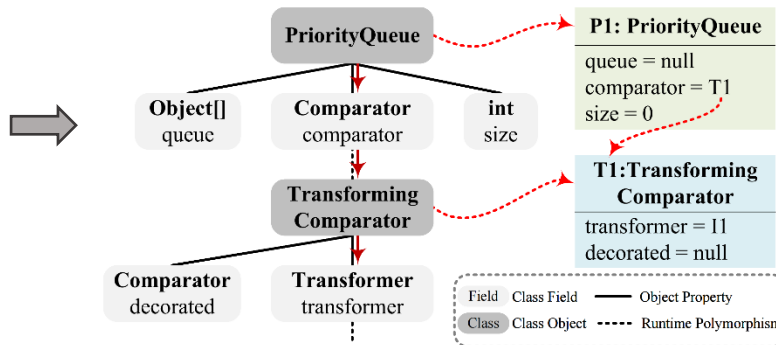 PriorityQueue
P1: PriorityQueue
queue = null
comparator = T1
size = 0
Object[]
queue
Comparator
comparator
int
size
Transforming
Comparator
T1:Transforming
Comparator
transformer = I1
decorated = null
Comparator
decorated
Transformer
transformer
Field Class Field Object Property
Class Class Object Runtime Polymorphism